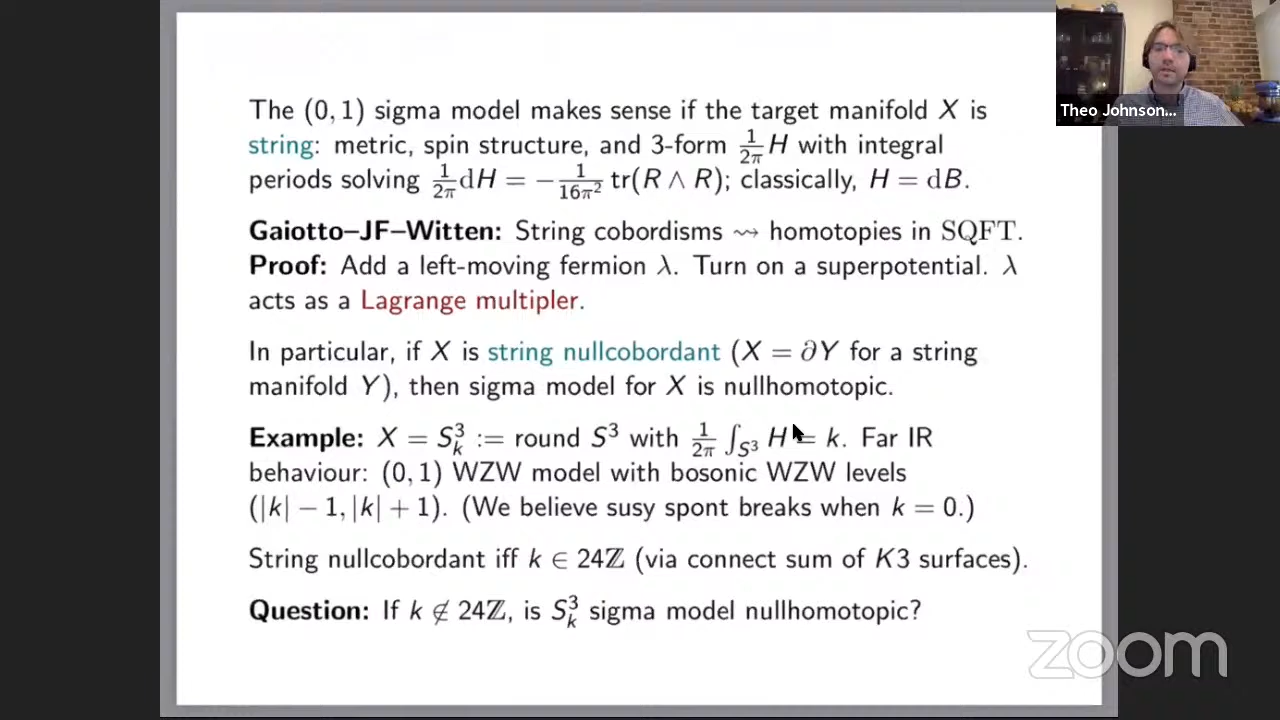 The (0, 1) sigma model makes sense if the target manifold X is
string: metric, spin structure, and 3-form 1/2π H with integral
periods solving 1/2π dH = − 1/16π² tr(R ∧ R); classically, H = dB.
Gaiotto–JF–Witten: String cobordisms ⇝ homotopies in SQFT.
Proof: Add a left-moving fermion λ. Turn on a superpotential. λ
acts as a Lagrange multipler.
In particular, if X is string nullcobordant (X = ∂Y for a string
manifold Y), then sigma model for X is nullhomotopic.
Example: X = S³ₖ := round S³ with 1/2π ∫_S³ H = k. Far IR
behaviour: (0, 1) WZW model with bosonic WZW levels
(|k| − 1, |k| + 1). (We believe susy spont breaks when k = 0.)
String nullcobordant iff k ∈ 24ℤ (via connect sum of K3 surfaces).
Question: If k ∉ 24ℤ, is S³ₖ sigma model nullhomotopic?
Theo Johnson...
zoom